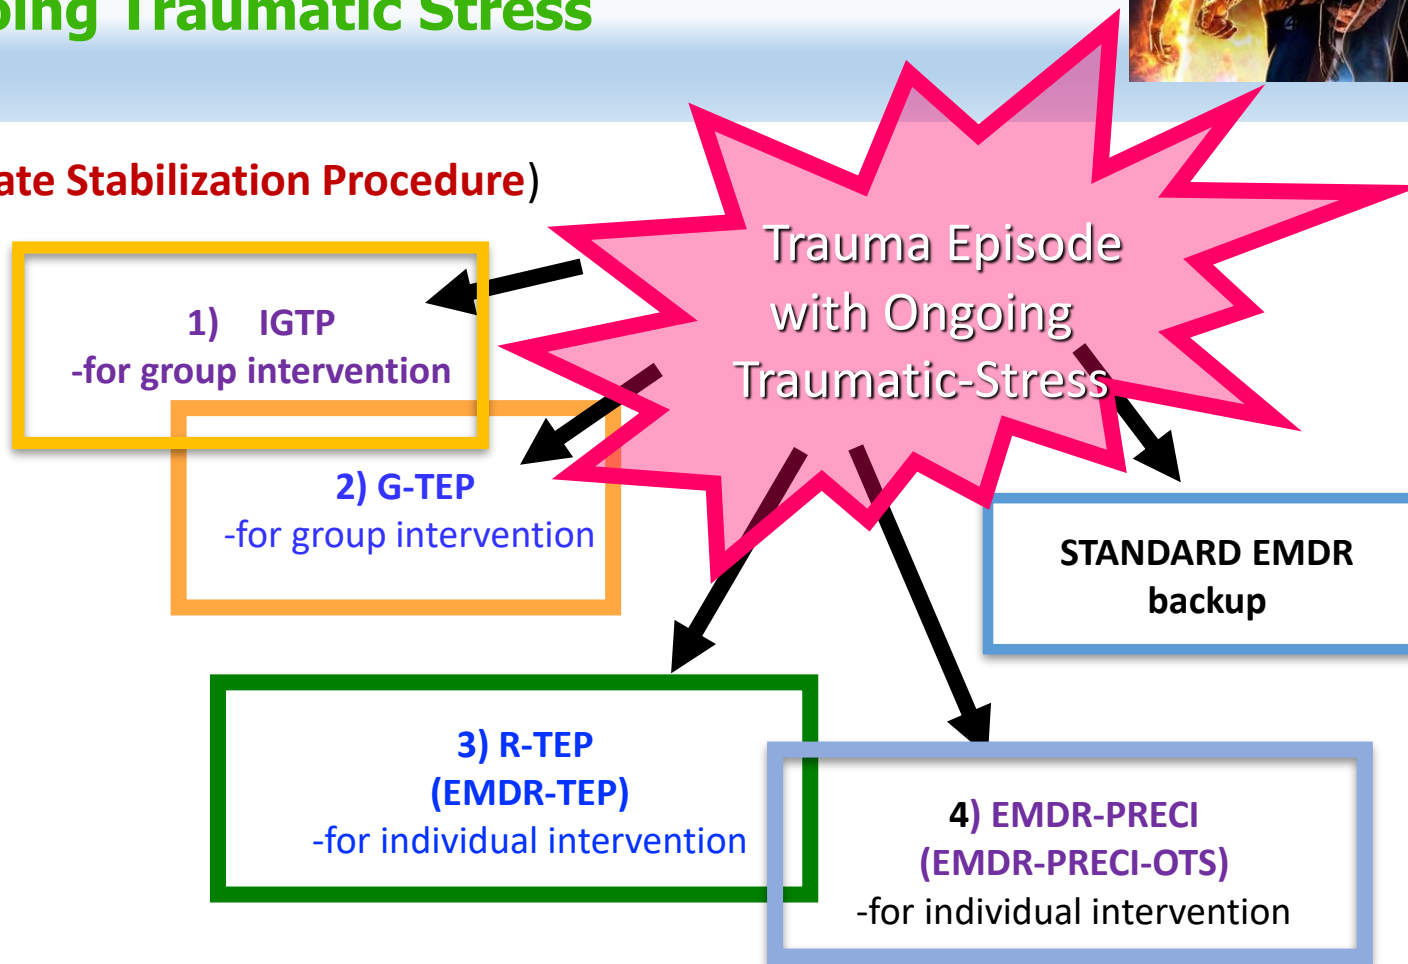 oing Traumatic Stress
ate Stabilization Procedure)
Trauma Episode
with Ongoing
Traumatic-Stress
1) IGTP
-for group intervention
2) G-TEP
-for group intervention
STANDARD EMDR
backup
3) R-TEP
(EMDR-TEP)
-for individual intervention
4) EMDR-PRECI
(EMDR-PRECI-OTS)
-for individual intervention